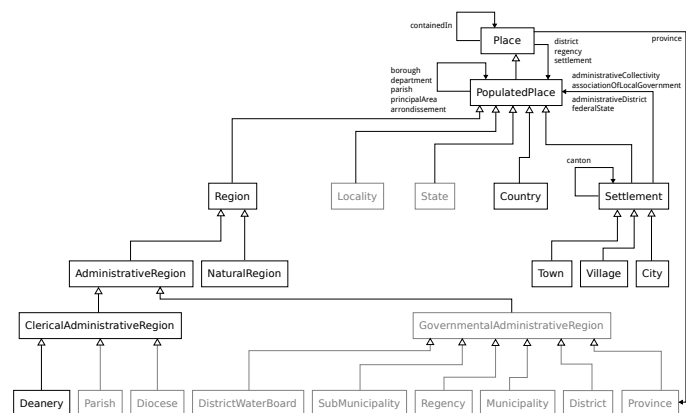 containedIn
Place
province
district
regency
settlement
borough
department
parish
principalArea
arrondissement
PopulatedPlace
administrativeCollectivity
associationOfLocalGovernment
administrativeDistrict
federalState
canton
Region
Locality
State
Country
Settlement
AdministrativeRegion
NaturalRegion
Town
Village
City
ClericalAdministrativeRegion
GovernmentalAdministrativeRegion
Deanery
Parish
Diocese
DistrictWaterBoard
SubMunicipality
Regency
Municipality
District
Province